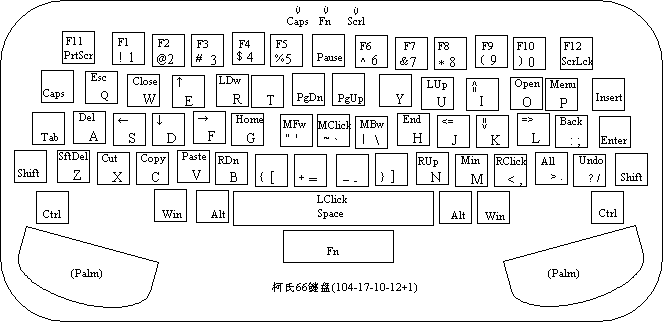 Caps Fn Scrl
F11 F1 F2 F3 F4 F5 F6 F7 F8 F9 F10 F12
PrtScr ! 1 @2 # 3 $ 4 %5 Pause ^ 6 &7 * 8 ( 9 ) 0 ScrLck
Esc Close ↑ LDw LUp Open Menu
Caps Q W E R T PgDn PgUp Y U I O P Insert
Del ← ↓ → Home MFw MClick MBw End <= => Back
Tab A S D F G " ' ~ ` | \ H J K L : ; Enter
SftDel Cut Copy Paste RDn RUp Min RClick All Undo
Shift Z X C V B { [ + = _ - } ] N M < , > . ? / Shift
LClick
Ctrl Win Alt Space Alt Win Ctrl
Fn
(Palm) (Palm)
柯氏66键盘(104-17-10-12+1)